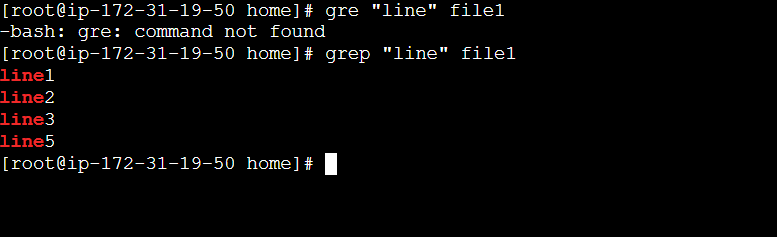 [root@ip-172-31-19-50 home]# gre "line" file1
-bash: gre: command not found
[root@ip-172-31-19-50 home]# grep "line" file1
line1
line2
line3
line5
[root@ip-172-31-19-50 home]#